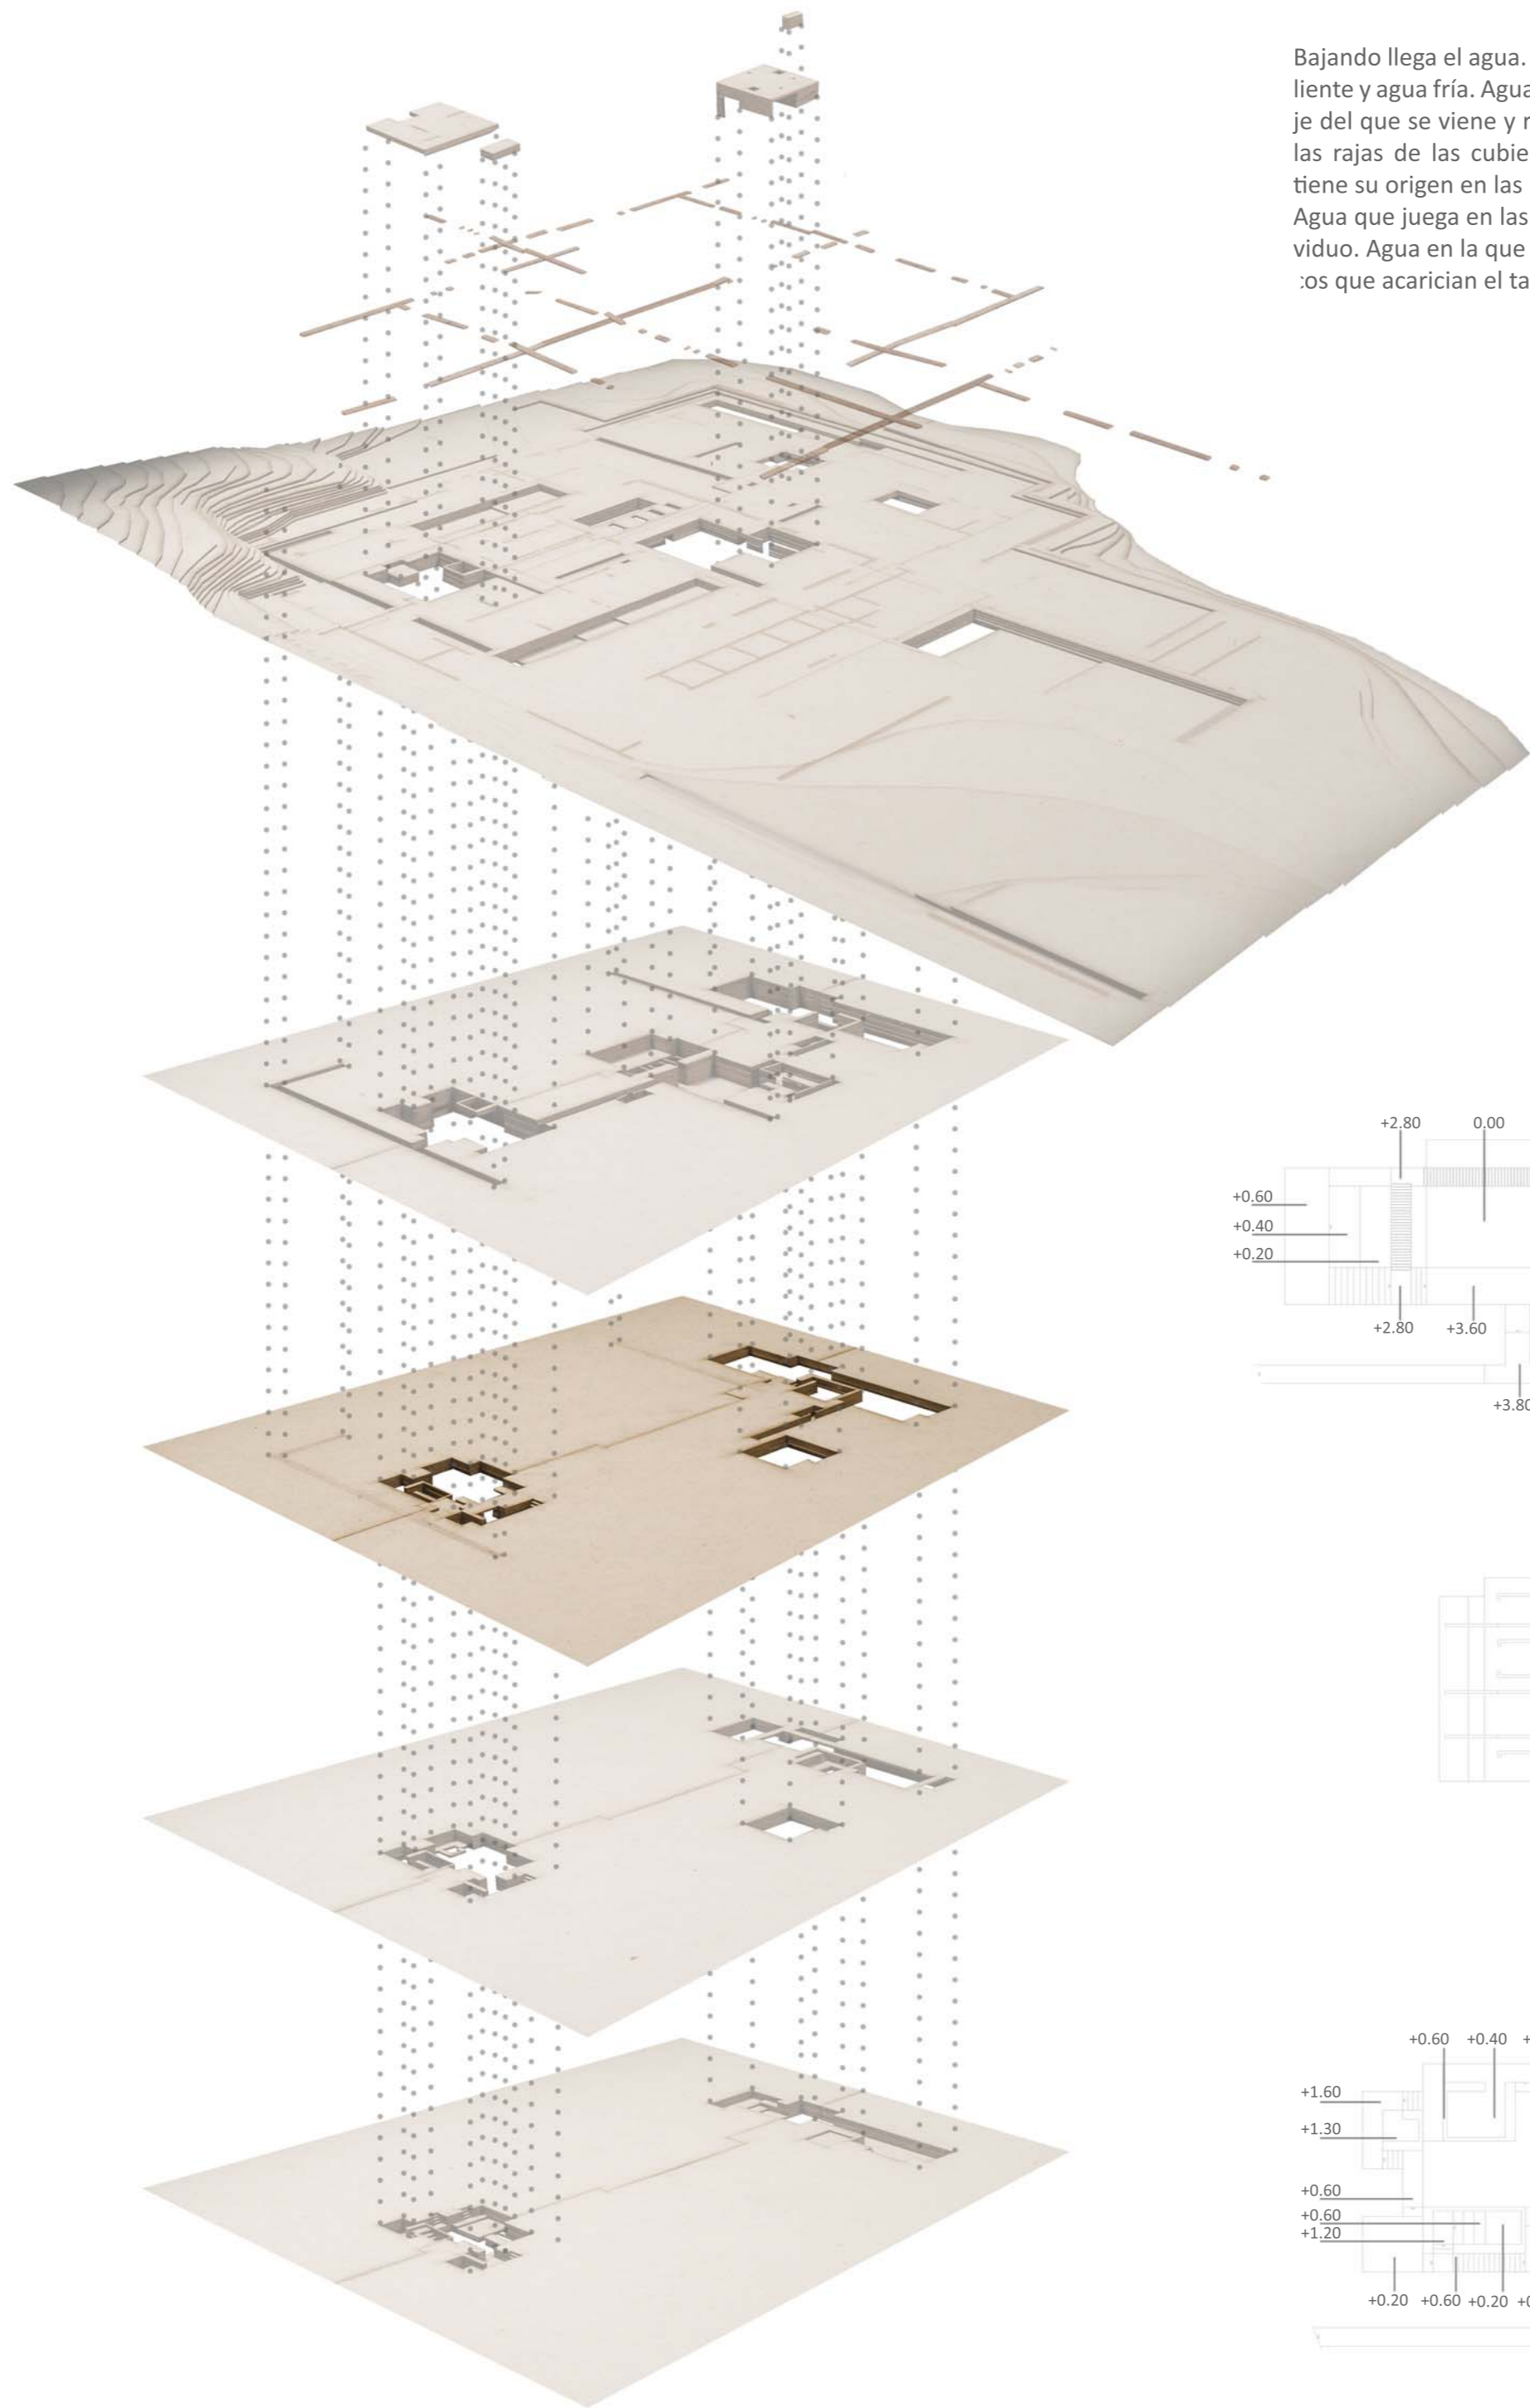 Bajando llega el agua.
liente y agua fría. Agua
je del que se viene y
las rajas de las cubie
tiene su origen en las
Agua que juega en las
viduo. Agua en la que
cos que acarician el ta
+2.80 0.00
+0.60
+0.40
+0.20
+2.80 +3.60
+3.80
+0.60 +0.40
+1.60
+1.30
+0.60
+0.60
+1.20
+0.20 +0.60 +0.20